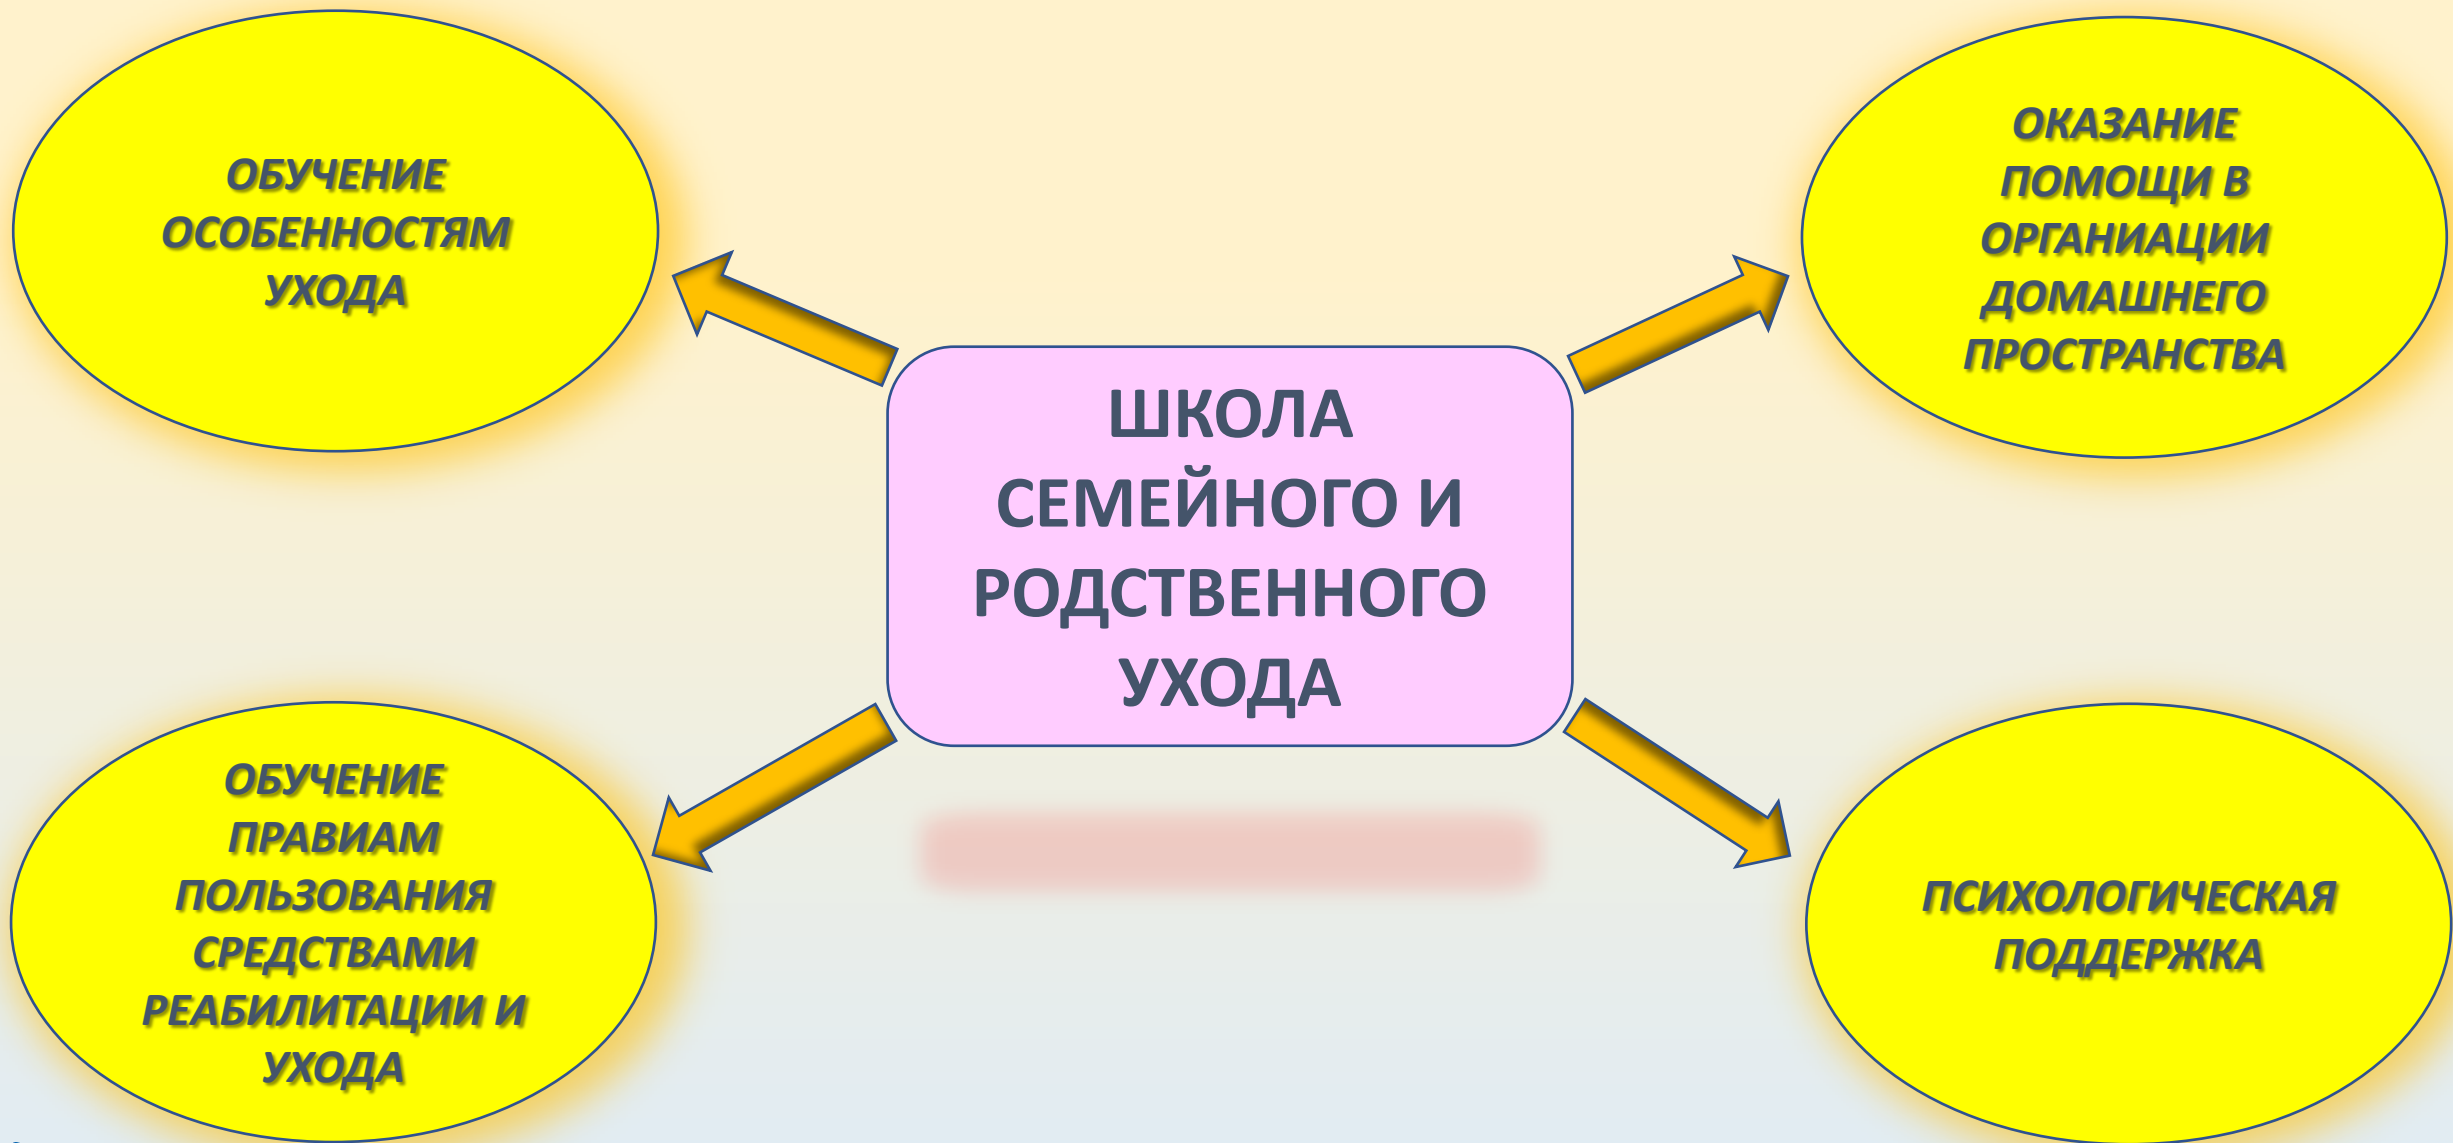 ОБУЧЕНИЕ
ОСОБЕННОСТЯМ
УХОДА
ОКАЗАНИЕ
ПОМОЩИ В
ОРГАНИАЦИИ
ДОМАШНЕГО
ПРОСТРАНСТВА
ШКОЛА
СЕМЕЙНОГО И
РОДСТВЕННОГО
УХОДА
ОБУЧЕНИЕ
ПРАВИАМ
ПОЛЬЗОВАНИЯ
СРЕДСТВАМИ
РЕАБИЛИТАЦИИ И
УХОДА
ПСИХОЛОГИЧЕСКАЯ
ПОДДЕРЖКА